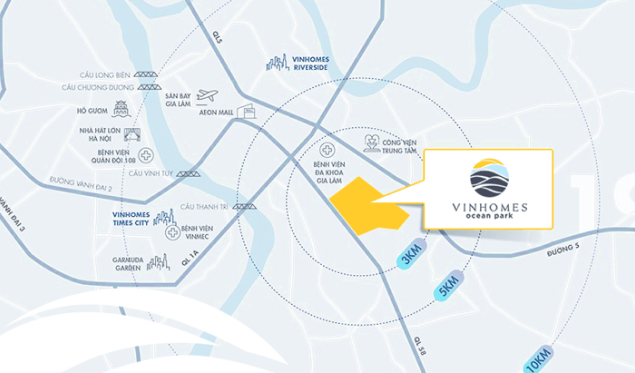 QL5
VINHOMES
RIVERSIDE
CẦU LONG BIÊN
CẦU CHƯƠNG DƯƠNG
SÂN BAY
GIA LÂM
HỒ GƯƠM
AEON MALL
NHÀ HÁT LỚN
HÀ NỘI
BỆNH VIỆN
QUÂN ĐỘI 108
CÔNG VIÊN
TRUNG TÂM
BỆNH VIỆN
ĐA KHOA
GIA LÂM
CẦU VĨNH TUY
ĐƯỜNG VÀNH ĐAI 2
VINHOMES
ocean park
19
VÀNH ĐAI 3
CẦU THANH TRÌ
VINHOMES
TIMES CITY
BỆNH VIỆN
VINMEC
QL 1A
GAMUDA
GARDEN
3KM
ĐƯỜNG 5
5KM
QL 5B
10KM